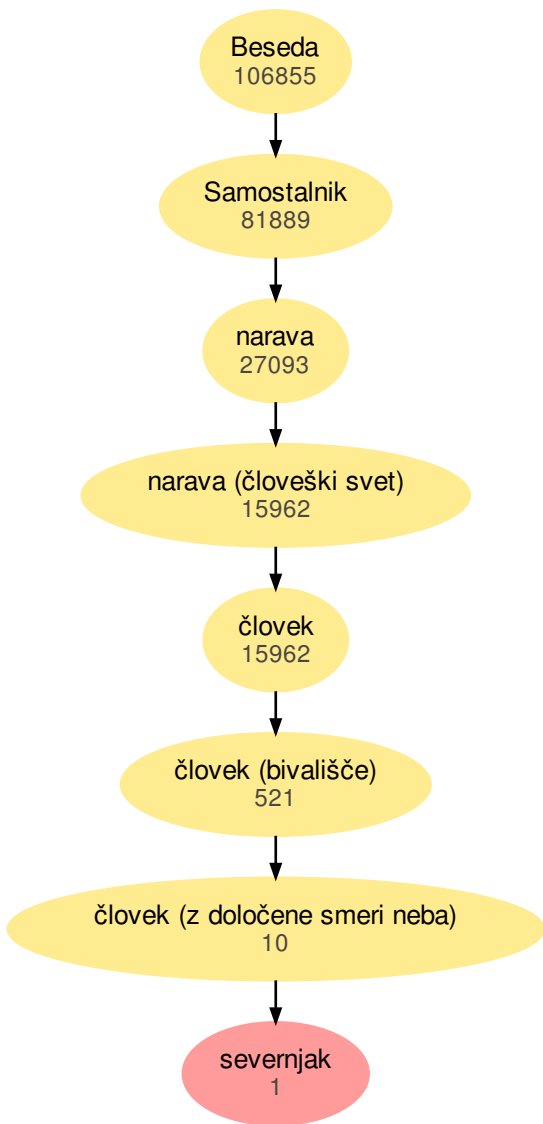 Beseda
106855
Samostalnik
81889
narava
27093
narava (človeški svet)
15962
človek
15962
človek (bivališče)
521
človek (z določene smeri neba)
10
severnjak
1